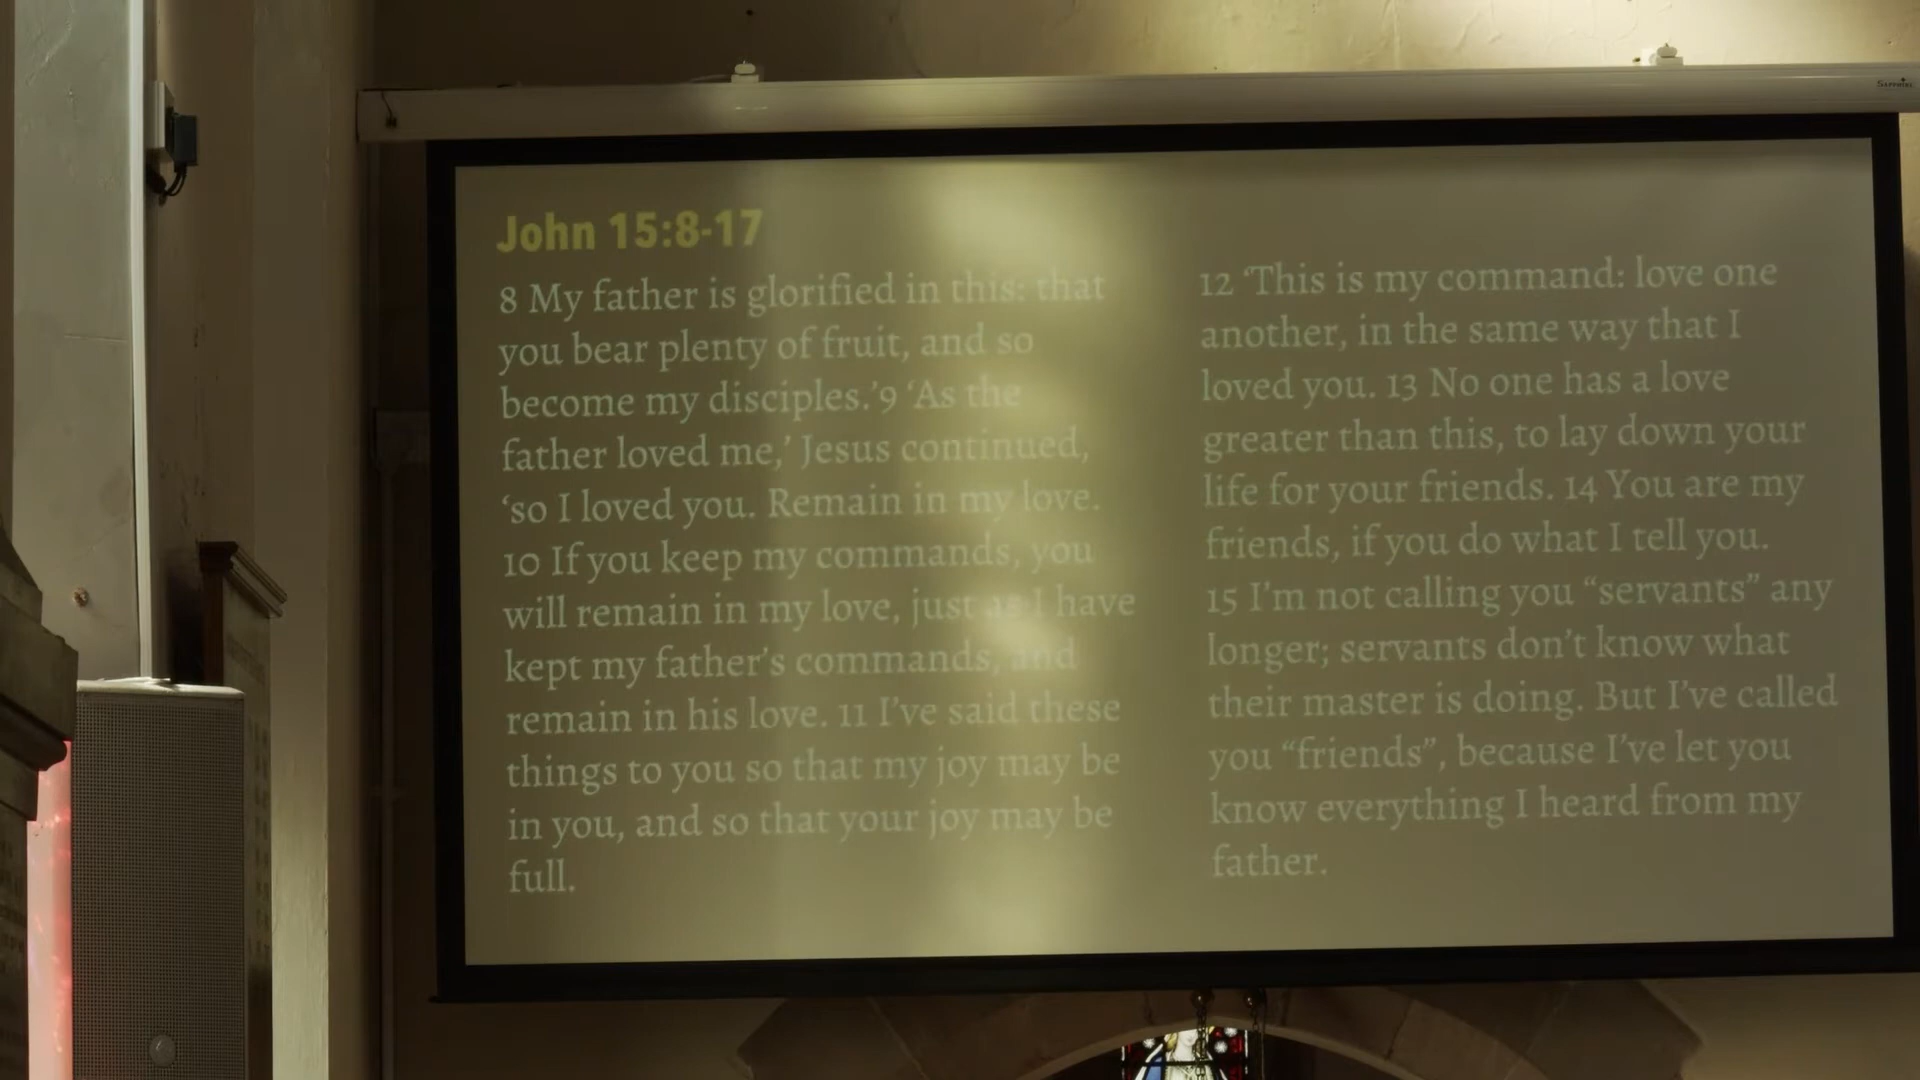 SAPPHIRE
John 15:8-17
8 My father is glorified in this: that
you bear plenty of fruit, and so
become my disciples.’9 ‘As the
father loved me,’ Jesus continued,
‘so I loved you. Remain in my love.
10 If you keep my commands, you
will remain in my love, just as I have
kept my father’s commands, and
remain in his love. 11 I’ve said these
things to you so that my joy may be
in you, and so that your joy may be
full.
12 ‘This is my command: love one
another, in the same way that I
loved you. 13 No one has a love
greater than this, to lay down your
life for your friends. 14 You are my
friends, if you do what I tell you.
15 I’m not calling you “servants” any
longer; servants don’t know what
their master is doing. But I’ve called
you “friends”, because I’ve let you
know everything I heard from my
father.